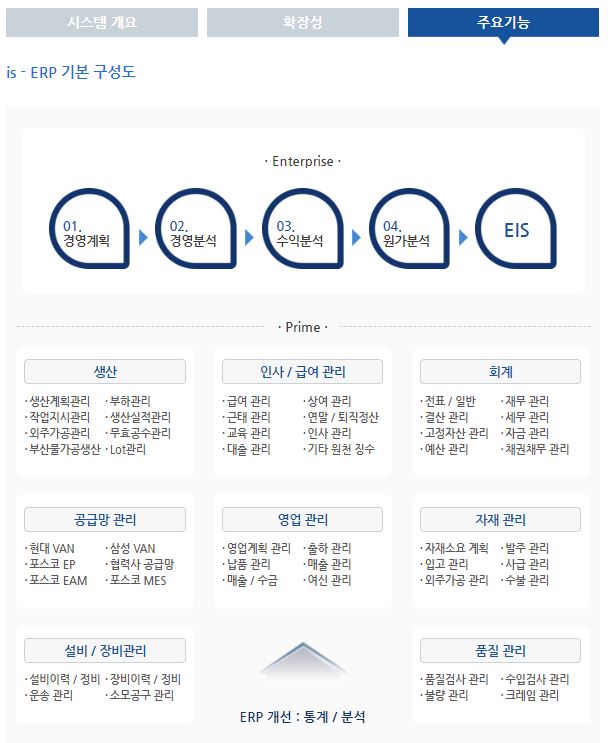 시스템 개요
확장성
주요기능
is - ERP 기본 구성도
· Enterprise ·
01. 경영계획
02. 경영분석
03. 수익분석
04. 원가분석
EIS
· Prime ·
생산
· 생산계획관리 · 부하관리
· 작업지시관리 · 생산실적관리
· 외주가공관리 · 무효공수관리
· 부산물가공생산 · Lot관리
인사 / 급여 관리
· 급여 관리 · 상여 관리
· 근태 관리 · 연말 / 퇴직정산
· 교육 관리 · 인사 관리
· 대출 관리 · 기타 원천 징수
회계
· 전표 / 일반 · 재무 관리
· 결산 관리 · 세무 관리
· 고정자산 관리 · 자금 관리
· 예산 관리 · 채권채무 관리
공급망 관리
· 현대 VAN · 삼성 VAN
· 포스코 EP · 협력사 공급망
· 포스코 EAM · 포스코 MES
영업 관리
· 영업계획 관리 · 출하 관리
· 납품 관리 · 매출 관리
· 매출 / 수금 · 여신 관리
자재 관리
· 자재소요 계획 · 발주 관리
· 입고 관리 · 사급 관리
· 외주가공 관리 · 수불 관리
설비 / 장비관리
· 설비이력 / 정비 · 장비이력 / 정비
· 운송 관리 · 소모공구 관리
ERP 개선 : 통계 / 분석
품질 관리
· 품질검사 관리 · 수입검사 관리
· 불량 관리 · 크레임 관리